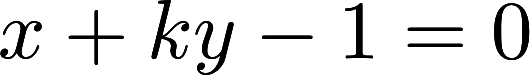 x + ky − 1 = 0